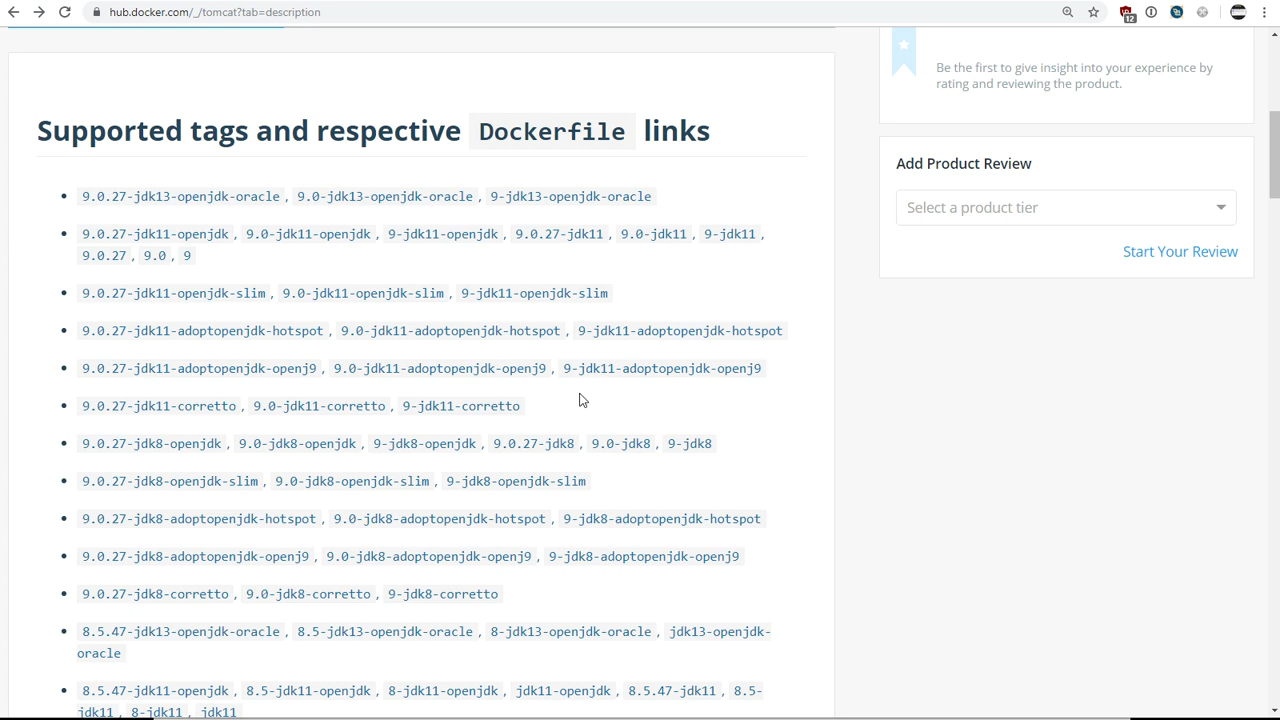 hub.docker.com/_/tomcat?tab=description
12
Supported tags and respective Dockerfile links
9.0.27-jdk13-openjdk-oracle , 9.0-jdk13-openjdk-oracle , 9-jdk13-openjdk-oracle
9.0.27-jdk11-openjdk , 9.0-jdk11-openjdk , 9-jdk11-openjdk , 9.0.27-jdk11 , 9.0-jdk11 , 9-jdk11 ,
9.0.27 , 9.0 , 9
9.0.27-jdk11-openjdk-slim , 9.0-jdk11-openjdk-slim , 9-jdk11-openjdk-slim
9.0.27-jdk11-adoptopenjdk-hotspot , 9.0-jdk11-adoptopenjdk-hotspot , 9-jdk11-adoptopenjdk-hotspot
9.0.27-jdk11-adoptopenjdk-openj9 , 9.0-jdk11-adoptopenjdk-openj9 , 9-jdk11-adoptopenjdk-openj9
9.0.27-jdk11-corretto , 9.0-jdk11-corretto , 9-jdk11-corretto
9.0.27-jdk8-openjdk , 9.0-jdk8-openjdk , 9-jdk8-openjdk , 9.0.27-jdk8 , 9.0-jdk8 , 9-jdk8
9.0.27-jdk8-openjdk-slim , 9.0-jdk8-openjdk-slim , 9-jdk8-openjdk-slim
9.0.27-jdk8-adoptopenjdk-hotspot , 9.0-jdk8-adoptopenjdk-hotspot , 9-jdk8-adoptopenjdk-hotspot
9.0.27-jdk8-adoptopenjdk-openj9 , 9.0-jdk8-adoptopenjdk-openj9 , 9-jdk8-adoptopenjdk-openj9
9.0.27-jdk8-corretto , 9.0-jdk8-corretto , 9-jdk8-corretto
8.5.47-jdk13-openjdk-oracle , 8.5-jdk13-openjdk-oracle , 8-jdk13-openjdk-oracle , jdk13-openjdk-
oracle
8.5.47-jdk11-openjdk , 8.5-jdk11-openjdk , 8-jdk11-openjdk , jdk11-openjdk , 8.5.47-jdk11 , 8.5-
jdk11 , 8-jdk11 , jdk11
Be the first to give insight into your experience by
rating and reviewing the product.
Add Product Review
Select a product tier
Start Your Review